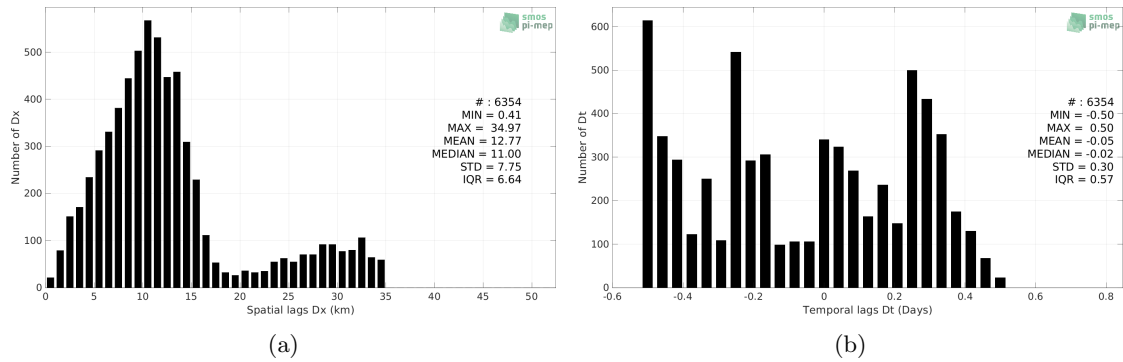 smos
pi-mep
Number of Dx
500
400
300
200
100
0
# : 6354
MIN = 0.41
MAX = 34.97
MEAN = 12.77
MEDIAN = 11.00
STD = 7.75
IQR = 6.64
0 5 10 15 20 25 30 35 40 45 50
Spatial lags Dx (km)
(a)
smos
pi-mep
Number of Dt
600
500
400
300
200
100
0
# : 6354
MIN = -0.50
MAX = 0.50
MEAN = -0.05
MEDIAN = -0.02
STD = 0.30
IQR = 0.57
-0.6 -0.4 -0.2 0 0.2 0.4 0.6 0.8
Temporal lags Dt (Days)
(b)